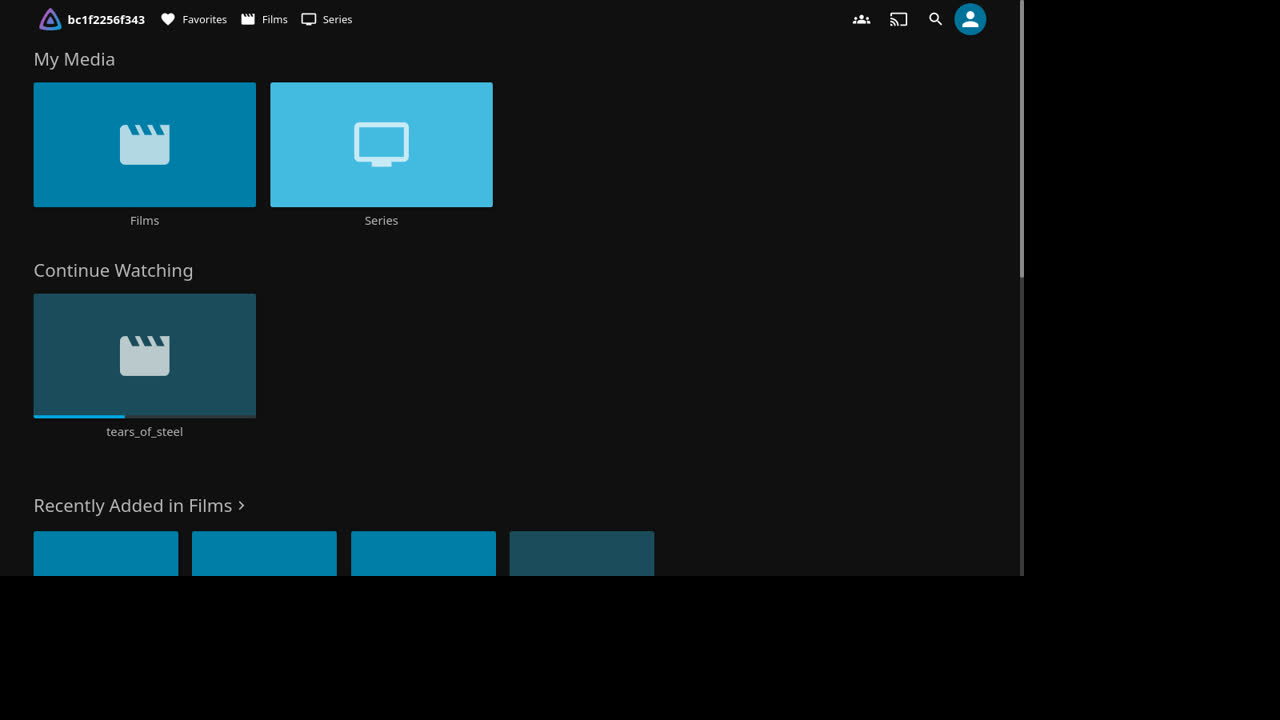 bc1f2256f343 Favorites Films Series
My Media
Films Series
Continue Watching
tears_of_steel
Recently Added in Films